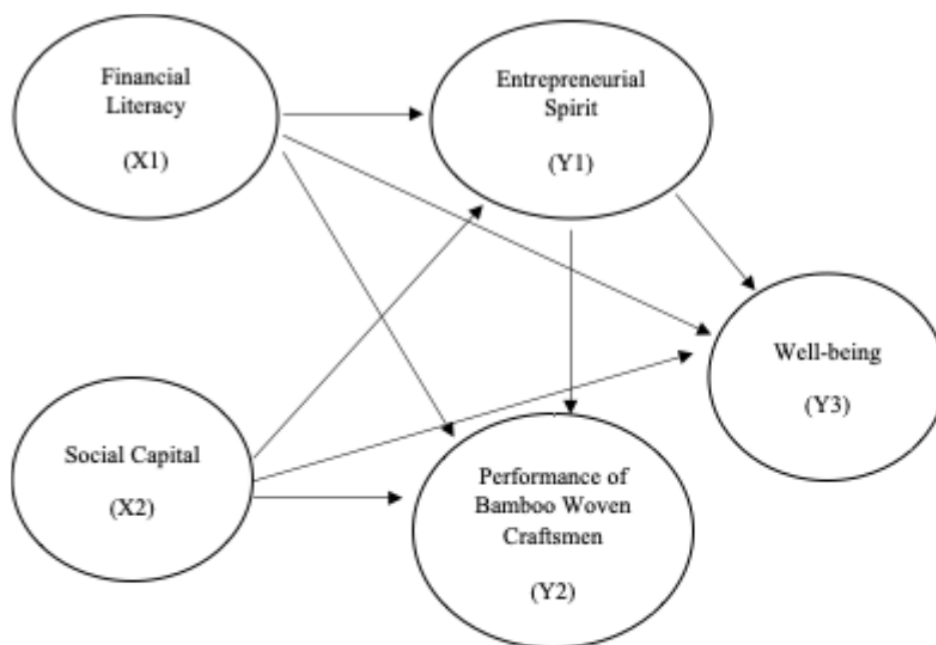 Financial
Literacy
(X1)
Entrepreneurial
Spirit
(Y1)
Well-being
(Y3)
Social Capital
(X2)
Performance of
Bamboo Woven
Craftsmen
(Y2)